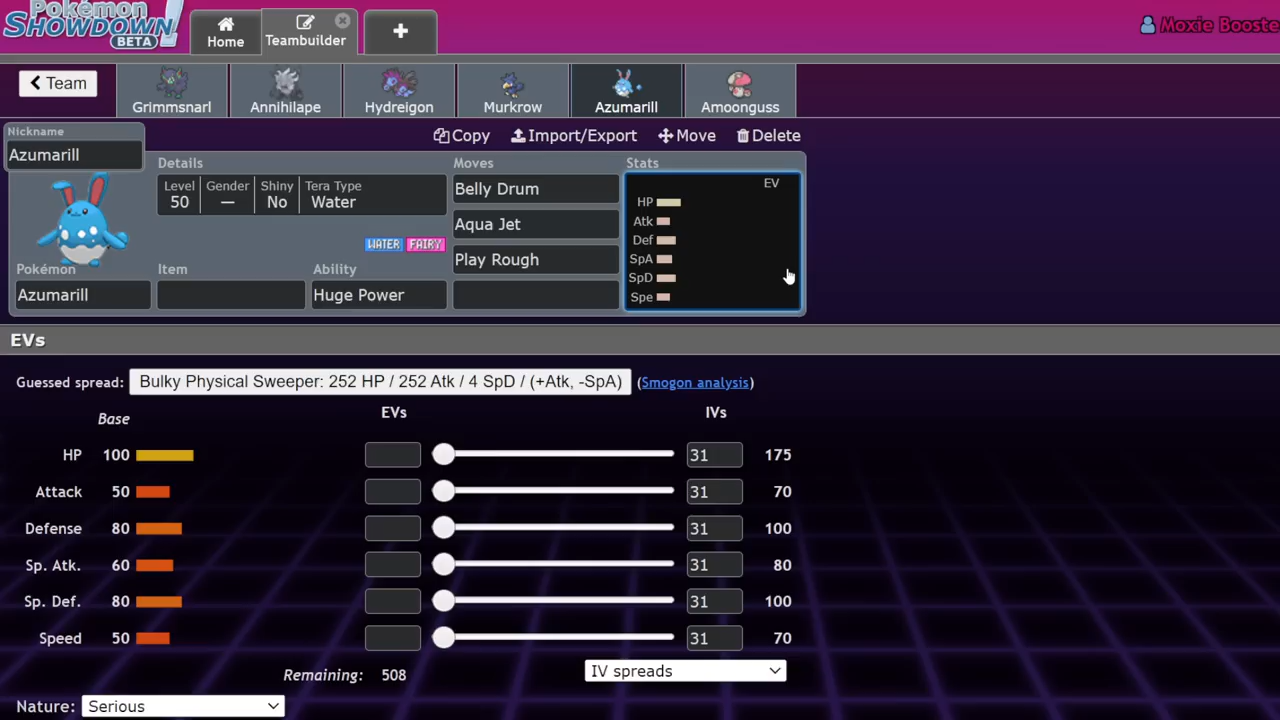 Pokémon
SHOWDOWN!
BETA
Home
Teambuilder
Moxie Booste
Team
Grimmsnarl
Annihilape
Hydreigon
Murkrow
Azumarill
Amoonguss
Nickname
Azumarill
Copy
Import/Export
Move
Delete
Details
Moves
Stats
Level
50
Gender
—
Shiny
No
Tera Type
Water
WATER
FAIRY
Belly Drum
Aqua Jet
Play Rough
EV
HP
Atk
Def
SpA
SpD
Spe
Pokémon
Azumarill
Item
Ability
Huge Power
EVs
Guessed spread: Bulky Physical Sweeper: 252 HP / 252 Atk / 4 SpD / (+Atk, -SpA) (Smogon analysis)
Base EVs IVs
HP 100 31 175
Attack 50 31 70
Defense 80 31 100
Sp. Atk. 60 31 80
Sp. Def. 80 31 100
Speed 50 31 70
Remaining: 508 IV spreads
Nature: Serious